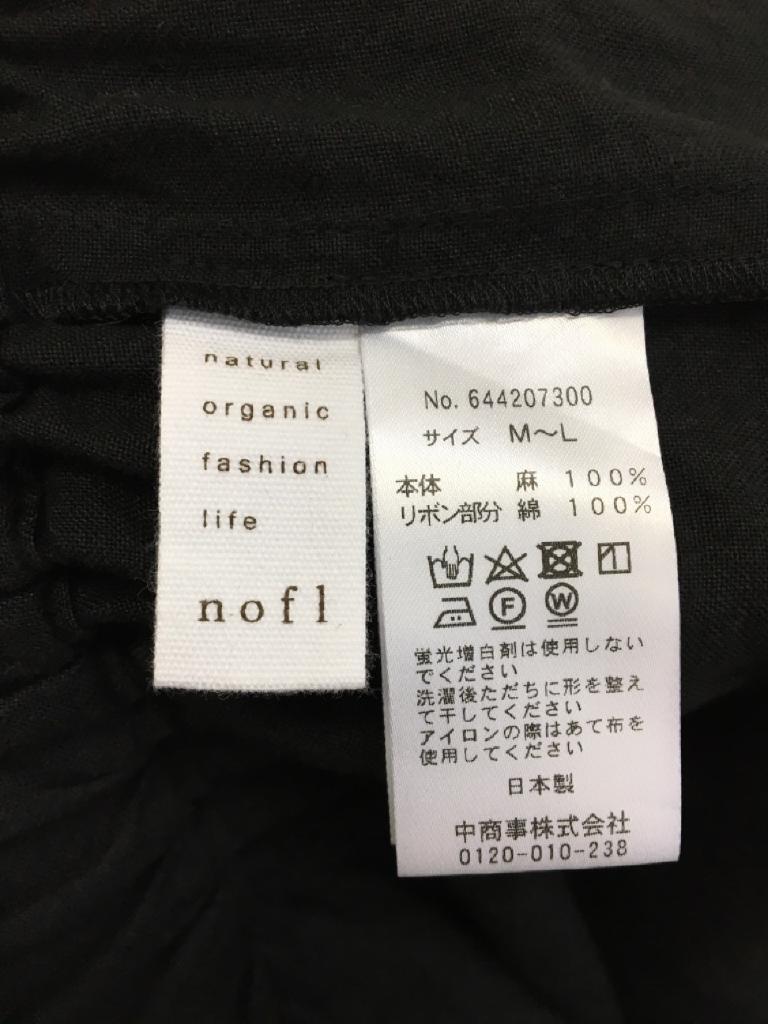 natural
organic
fashion
life
nofl
No. 644207300
サイズ M〜L
本体 麻 100%
リボン部分 綿 100%
F W
蛍光増白剤は使用しない
でください
洗濯後ただちに形を整え
て干してください
アイロンの際はあて布を
使用してください
日本製
中商事株式会社
0120-010-238